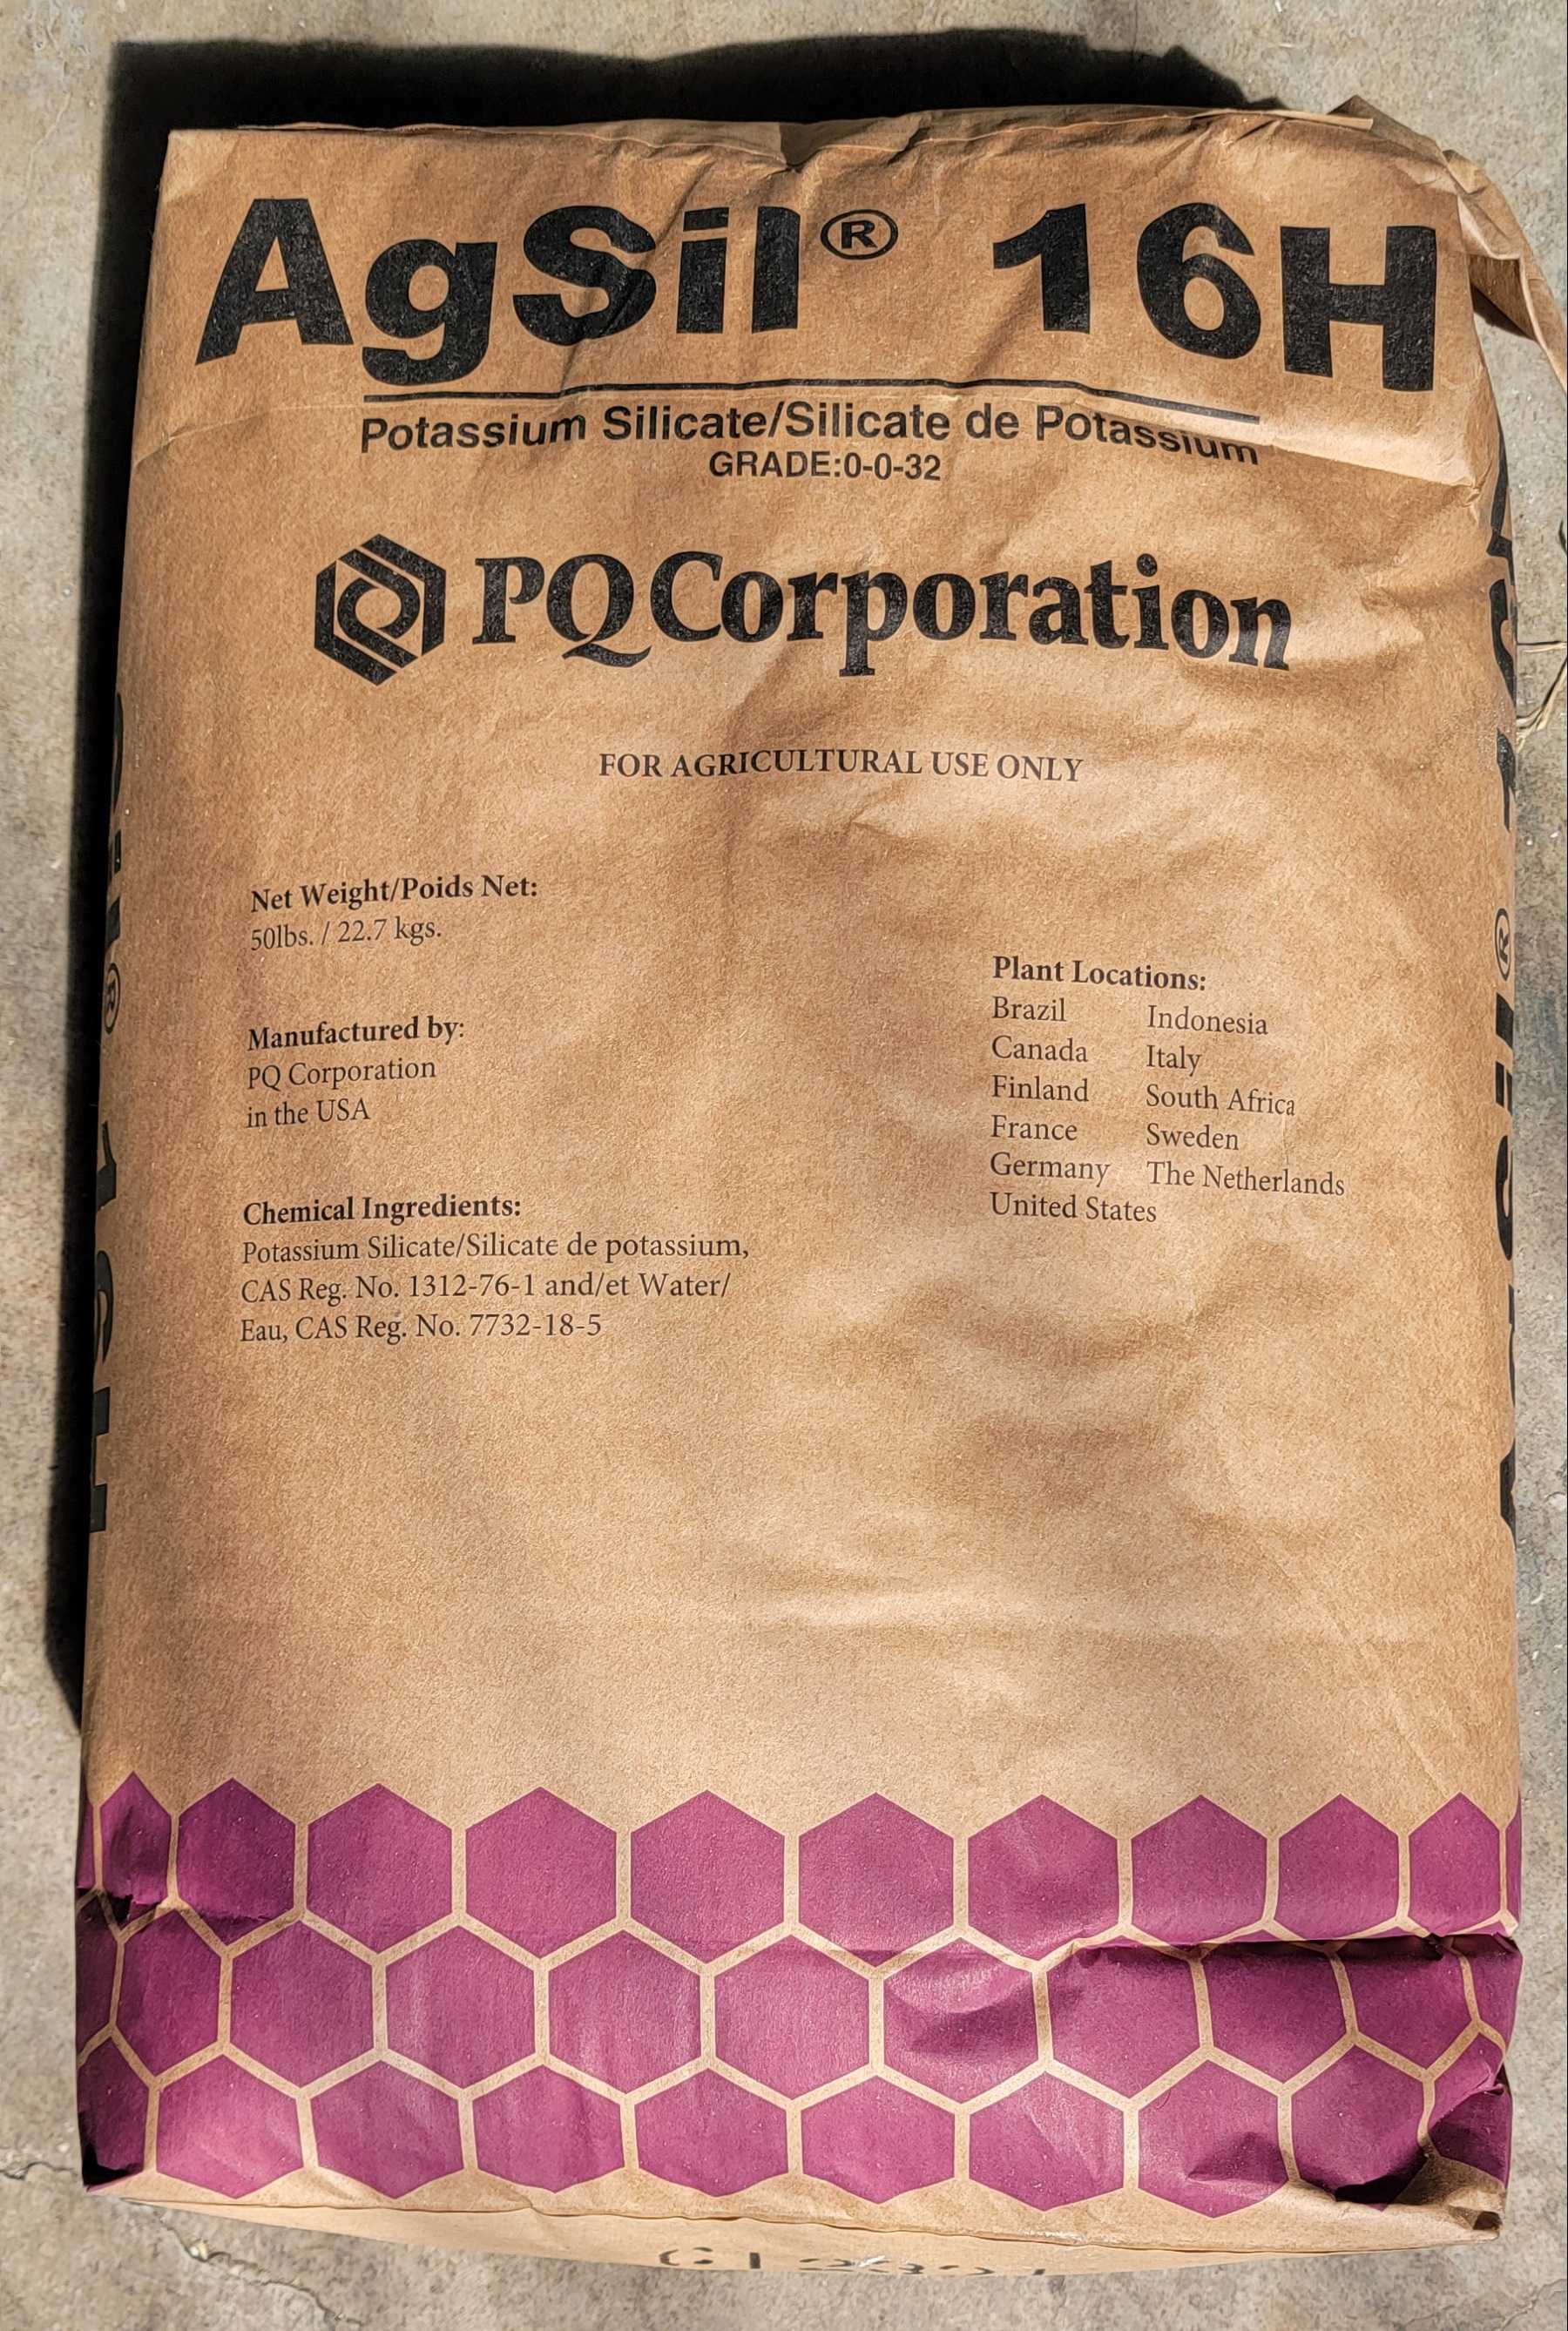 AgSil® 16H
Potassium Silicate/Silicate de Potassium
GRADE:0-0-32
PQ Corporation
FOR AGRICULTURAL USE ONLY
Net Weight/Poids Net:
50lbs. / 22.7 kgs.
Manufactured by:
PQ Corporation
in the USA
Chemical Ingredients:
Potassium Silicate/Silicate de potassium,
CAS Reg. No. 1312-76-1 and/et Water/
Eau, CAS Reg. No. 7732-18-5
Plant Locations:
Brazil Indonesia
Canada Italy
Finland South Africa
France Sweden
Germany The Netherlands
United States